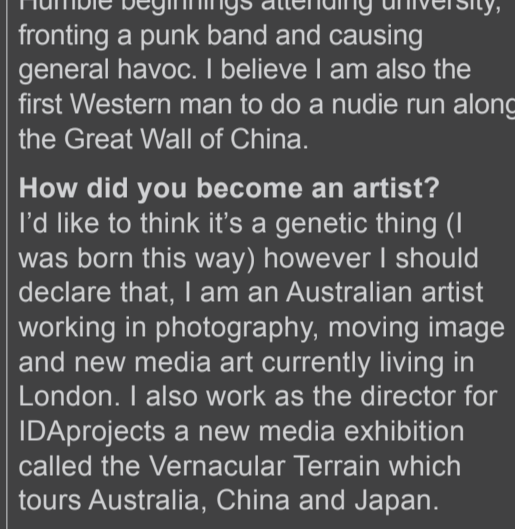 Humble beginnings attending university,
fronting a punk band and causing
general havoc. I believe I am also the
first Western man to do a nudie run along
the Great Wall of China.
How did you become an artist?
I'd like to think it's a genetic thing (I
was born this way) however I should
declare that, I am an Australian artist
working in photography, moving image
and new media art currently living in
London. I also work as the director for
IDAprojects a new media exhibition
called the Vernacular Terrain which
tours Australia, China and Japan.